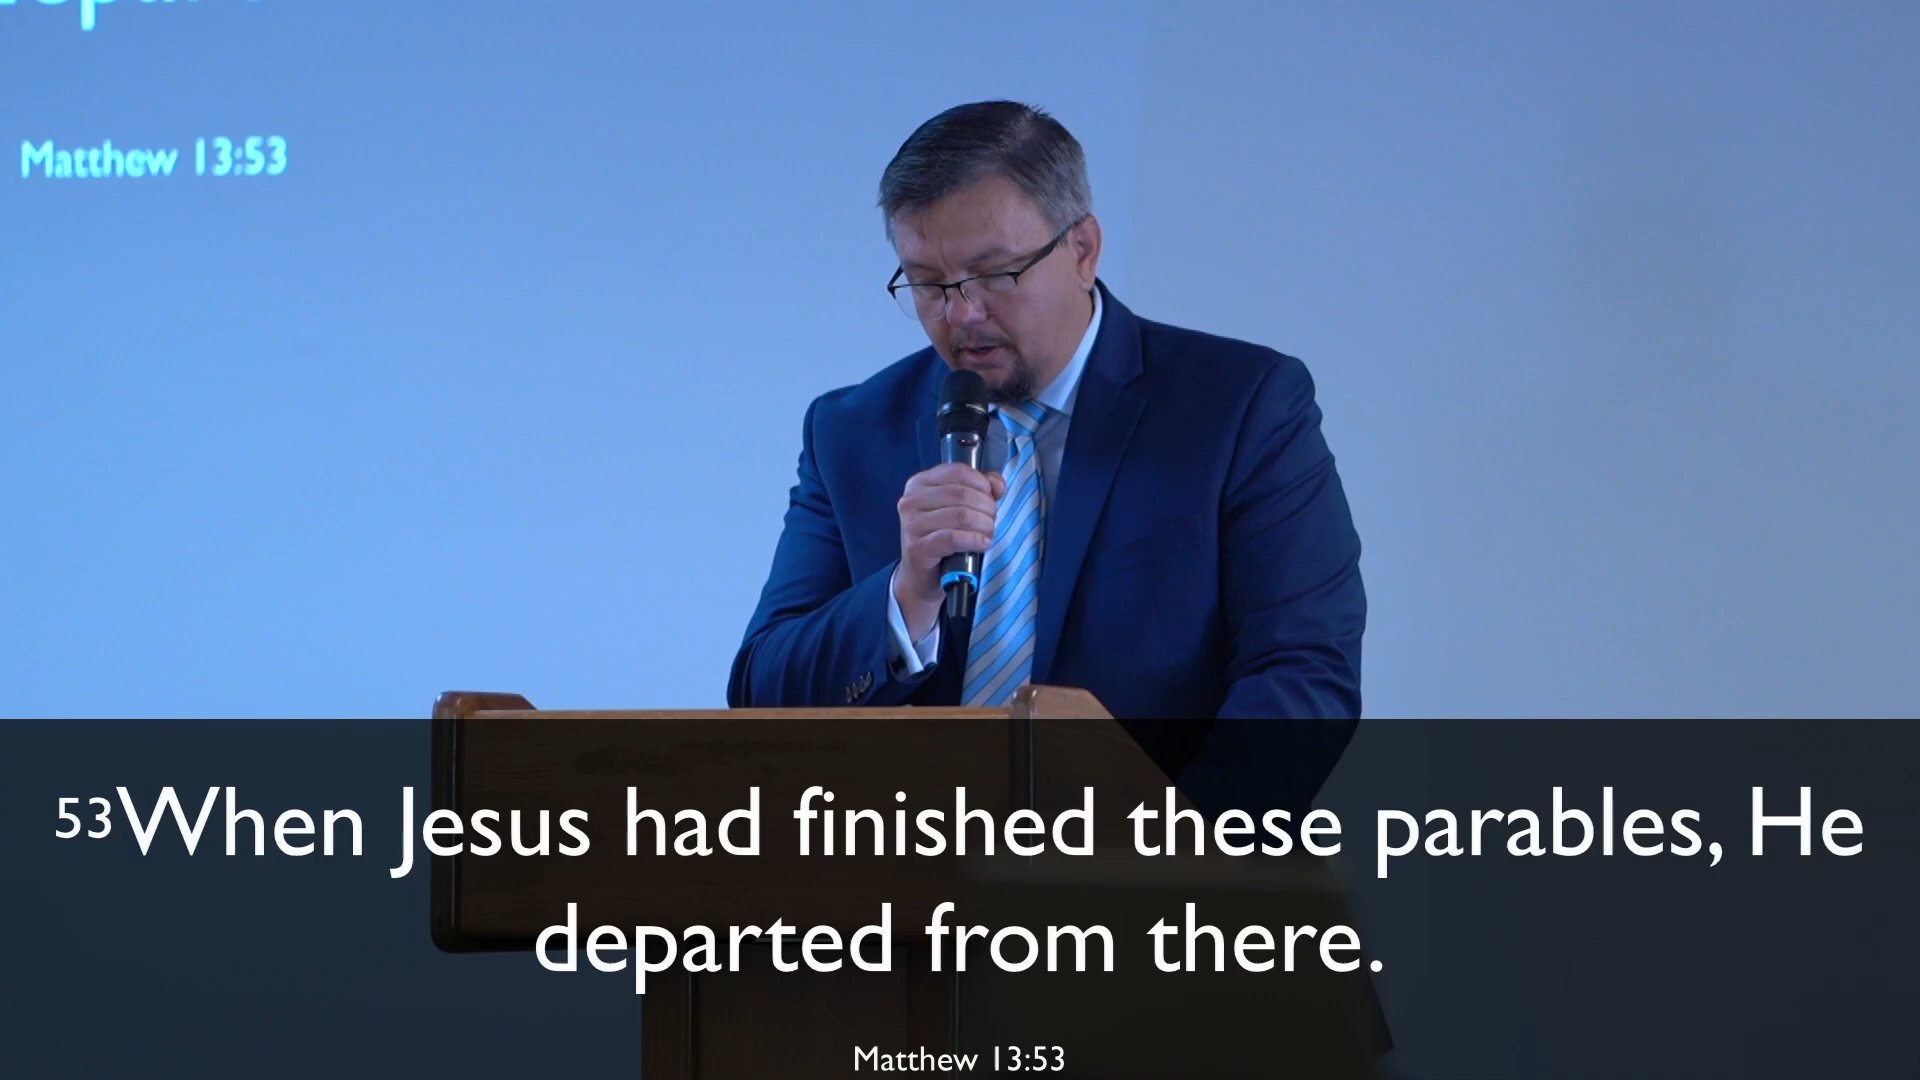 Matthew 13:53
53When Jesus had finished these parables, He
departed from there.
Matthew 13:53